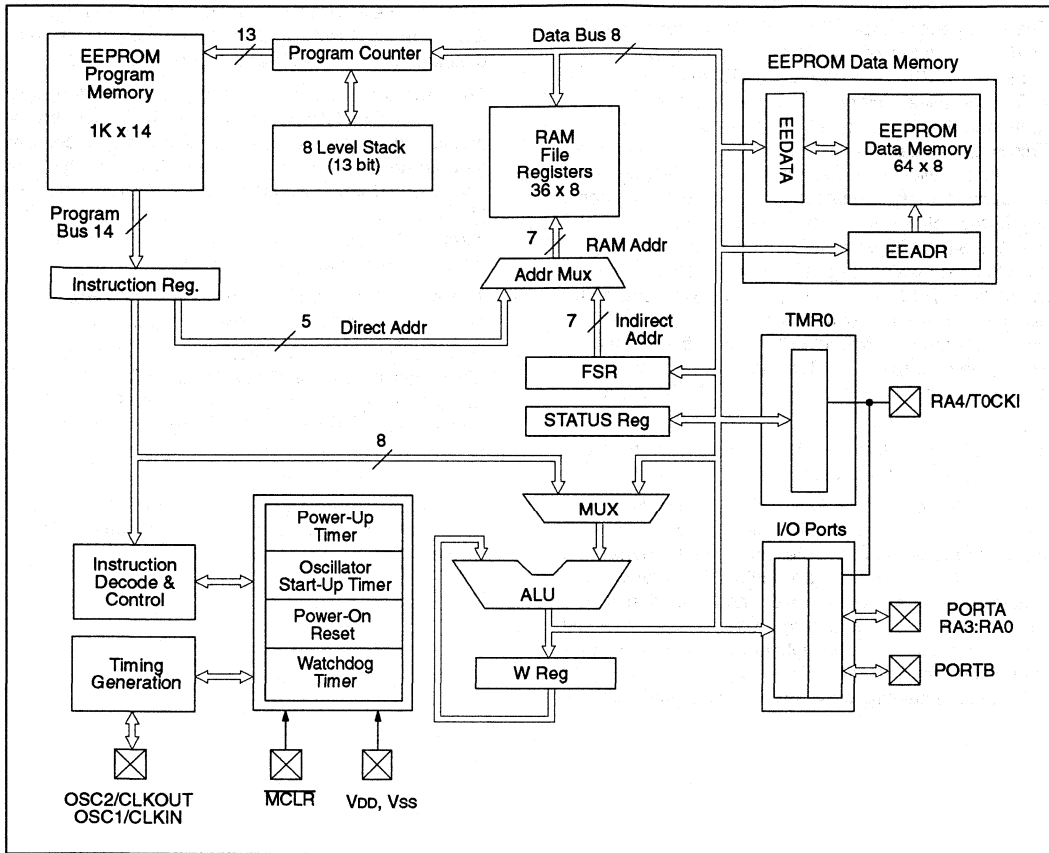 EEPROM
Program
Memory
1K x 14
13
Program Counter
8 Level Stack
(13 bit)
Data Bus 8
RAM
File
Registers
36 x 8
EEPROM Data Memory
EEDATA
EEPROM
Data Memory
64 x 8
EEADR
Program
Bus 14
Instruction Reg.
7
RAM Addr
Addr Mux
5
Direct Addr
7
Indirect
Addr
FSR
STATUS Reg
TMR0
RA4/T0CKI
8
MUX
ALU
W Reg
Power-Up
Timer
Oscillator
Start-Up Timer
Power-On
Reset
Watchdog
Timer
Instruction
Decode &
Control
Timing
Generation
I/O Ports
PORTA
RA3:RA0
PORTB
OSC2/CLKOUT
OSC1/CLKIN
MCLR
VDD, VSS